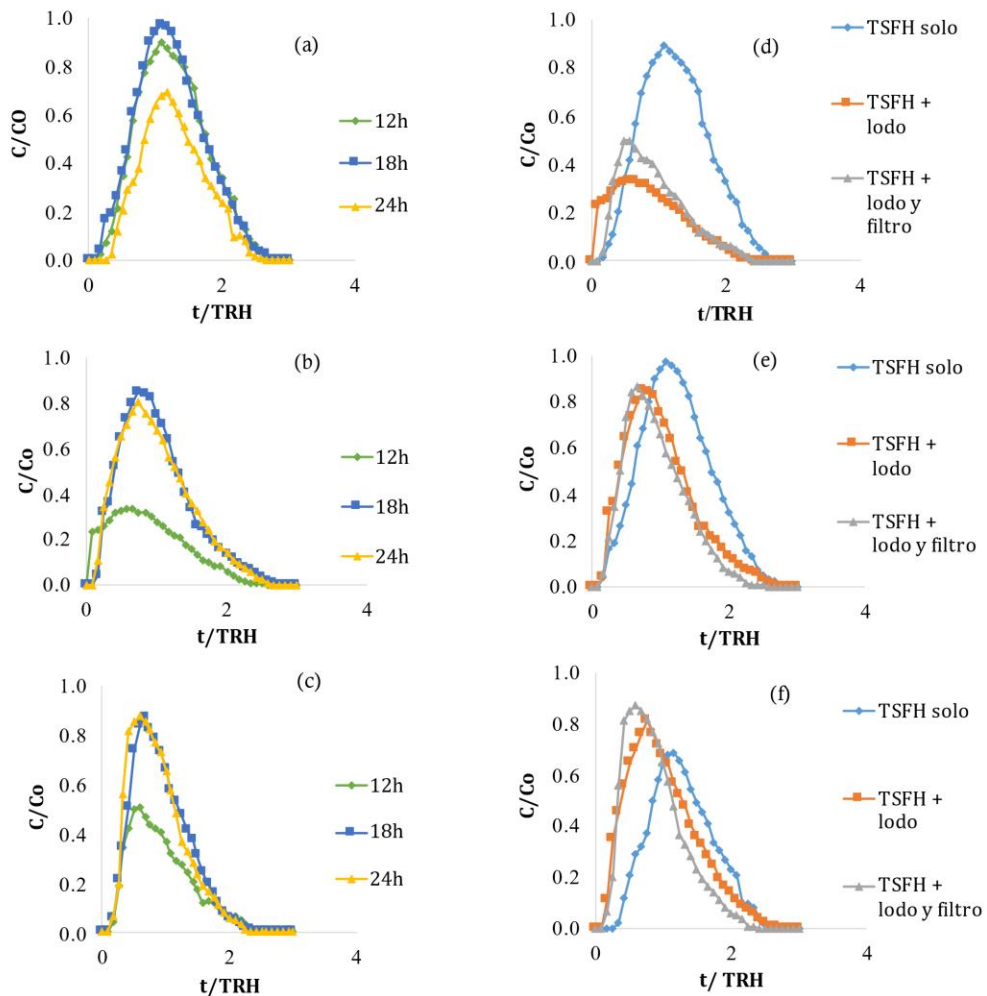 (a)
C/CO
1.0
0.8
0.6
0.4
0.2
0.0
0
2
4
t/TRH
12h
18h
24h
(d)
C/Co
1.0
0.8
0.6
0.4
0.2
0.0
0
2
4
t/TRH
TSFH solo
TSFH +
lodo
TSFH +
lodo y
filtro
(b)
C/Co
1.0
0.8
0.6
0.4
0.2
0.0
0
2
4
t/TRH
12h
18h
24h
(e)
C/Co
1.0
0.8
0.6
0.4
0.2
0.0
0
2
4
t/TRH
TSFH solo
TSFH +
lodo
TSFH +
lodo y filtro
(c)
C/Co
1.0
0.8
0.6
0.4
0.2
0.0
0
2
4
t/TRH
12h
18h
24h
(f)
C/Co
1.0
0.8
0.6
0.4
0.2
0.0
0
2
4
t/ TRH
TSFH solo
TSFH +
lodo
TSFH +
lodo y filtro